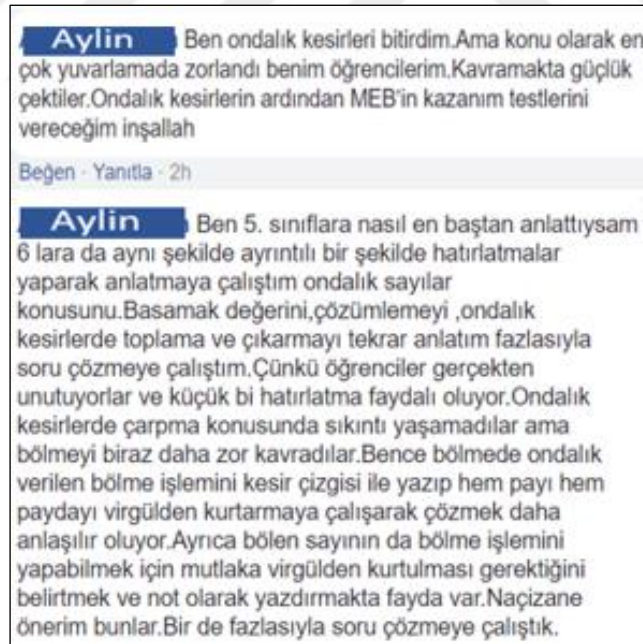 Aylin Ben ondalık kesirleri bitirdim.Ama konu olarak en
çok yuvarlamada zorlandı benim öğrencilerim.Kavramakta güçlük
çektiler.Ondalık kesirlerin ardından MEB'in kazanım testlerini
vereceğim inşallah
Beğen · Yanıtla · 2h
Aylin Ben 5. sınıflara nasıl en baştan anlattıysam
6 lara da aynı şekilde ayrıntılı bir şekilde hatırlatmalar
yaparak anlatmaya çalıştım ondalık sayılar
konusunu.Basamak değerini,çözümlemeyi ,ondalık
kesirlerde toplama ve çıkarmayı tekrar anlatım fazlasıyla
soru çözmeye çalıştım.Çünkü öğrenciler gerçekten
unutuyorlar ve küçük bi hatırlatma faydalı oluyor.Ondalık
kesirlerde çarpma konusunda sıkıntı yaşamadılar ama
bölmeyi biraz daha zor kavradılar.Bence bölmede ondalık
verilen bölme işlemini kesir çizgisi ile yazıp hem payı hem
paydayı virgülden kurtarmaya çalışarak çözmek daha
anlaşılır oluyor.Ayrıca bölen sayının da bölme işlemini
yapabilmek için mutlaka virgülden kurtulması gerektiğini
belirtmek ve not olarak yazdırmakta fayda var.Naçizane
önerim bunlar.Bir de fazlasıyla soru çözmeye çalıştık.